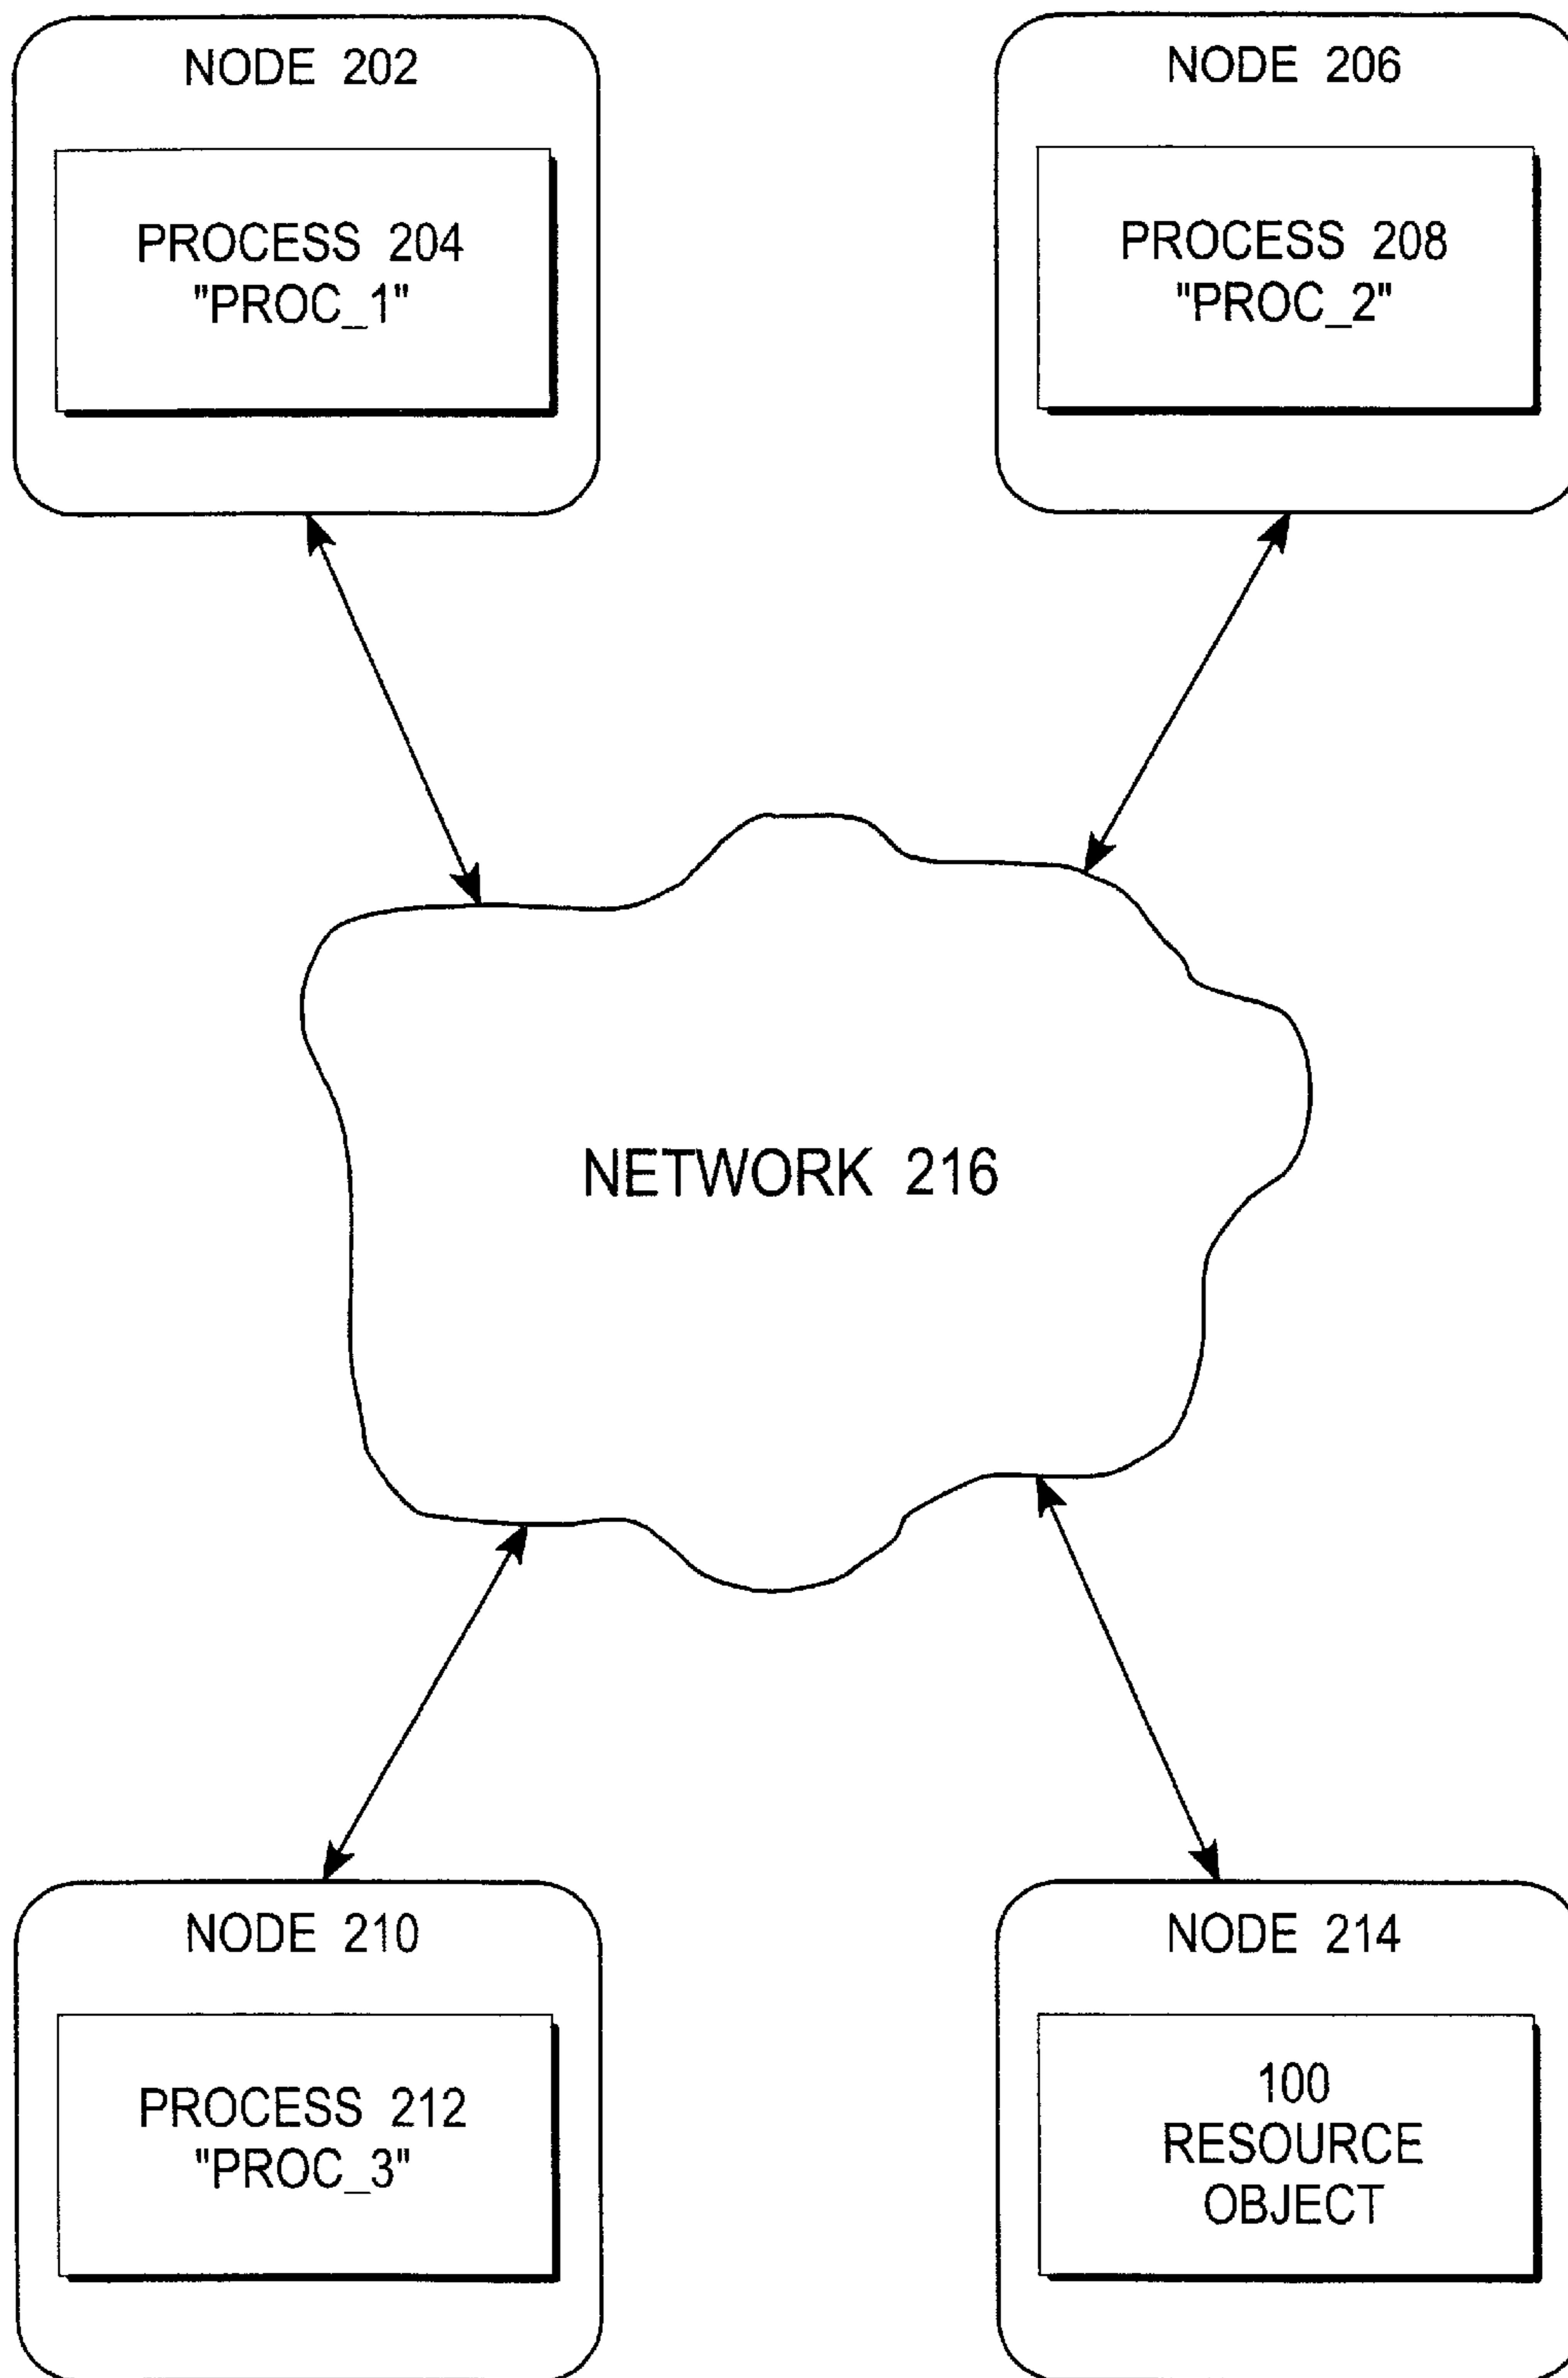 NODE 202
PROCESS 204
"PROC_1"
NODE 206
PROCESS 208
"PROC_2"
NETWORK 216
NODE 210
PROCESS 212
"PROC_3"
NODE 214
100
RESOURCE
OBJECT